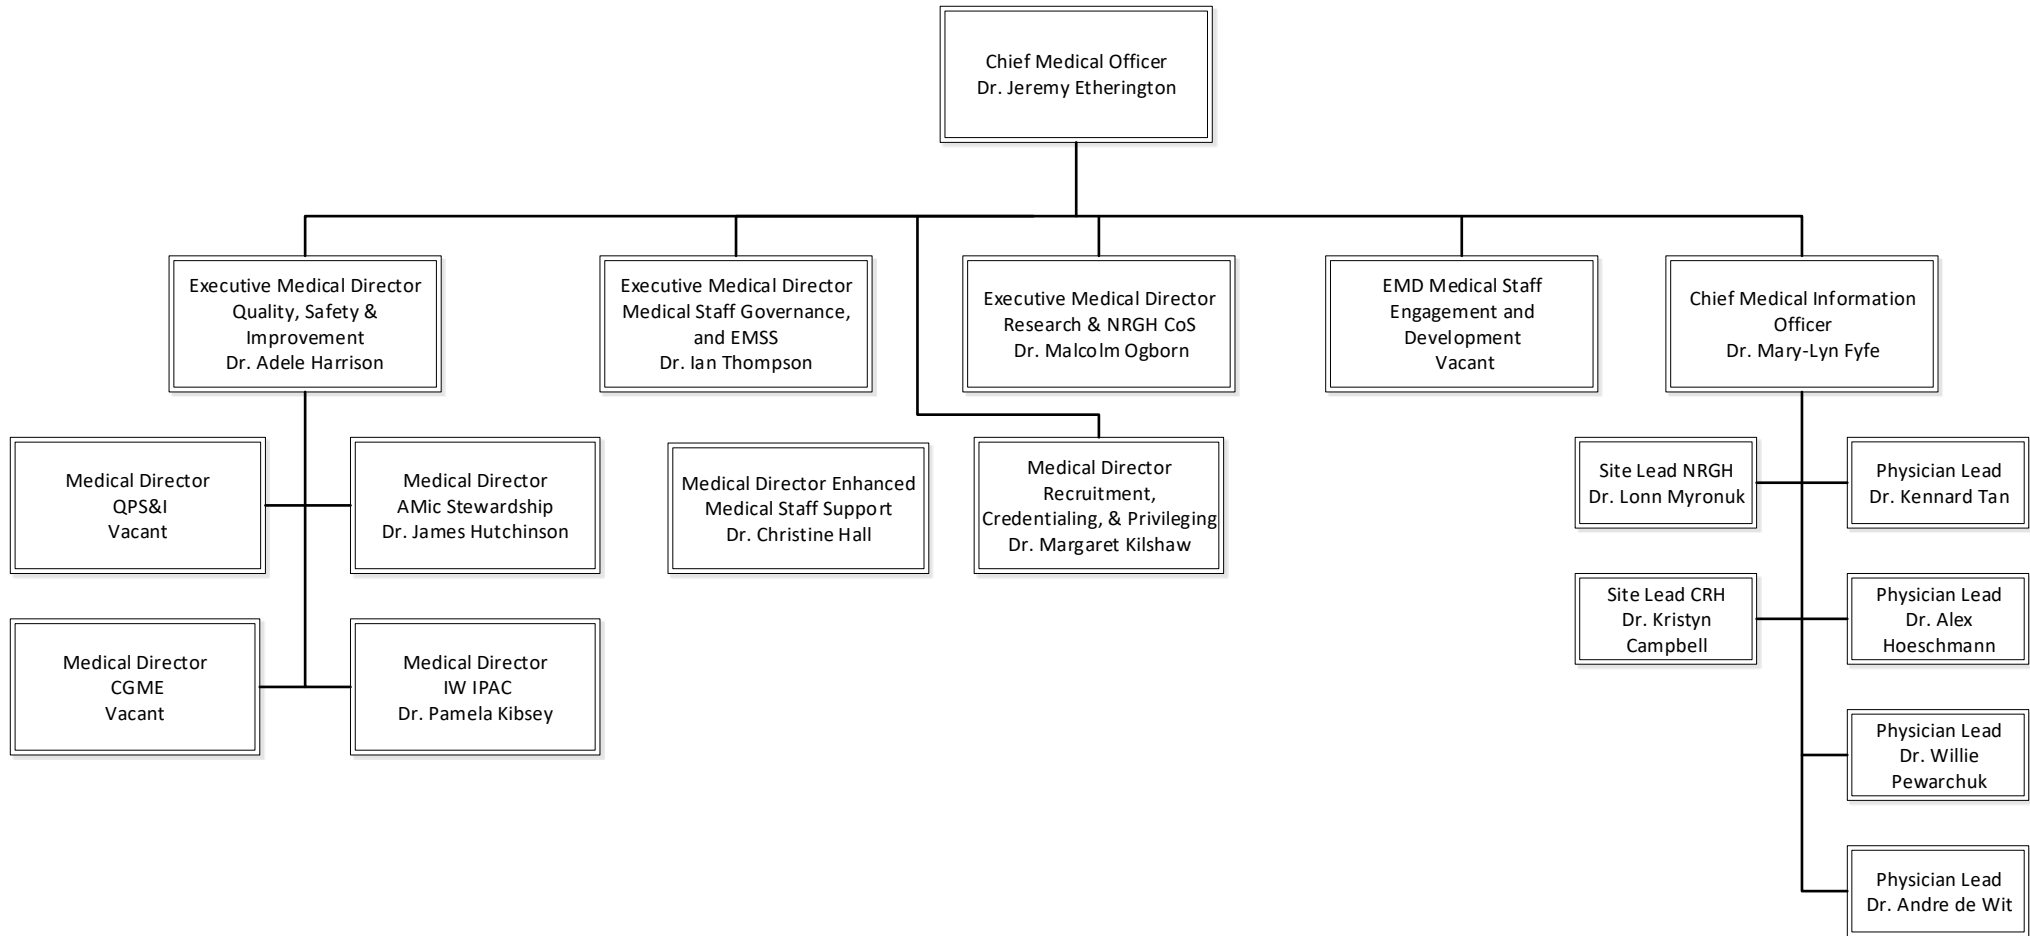 Chief Medical Officer
Dr. Jeremy Etherington
Executive Medical Director
Quality, Safety &
Improvement
Dr. Adele Harrison
Executive Medical Director
Medical Staff Governance,
and EMSS
Dr. Ian Thompson
Executive Medical Director
Research & NRGH CoS
Dr. Malcolm Ogborn
EMD Medical Staff
Engagement and
Development
Vacant
Chief Medical Information
Officer
Dr. Mary-Lyn Fyfe
Medical Director
QPS&I
Vacant
Medical Director
AMic Stewardship
Dr. James Hutchinson
Medical Director Enhanced
Medical Staff Support
Dr. Christine Hall
Medical Director
Recruitment,
Credentialing, & Privileging
Dr. Margaret Kilshaw
Site Lead NRGH
Dr. Lonn Myronuk
Physician Lead
Dr. Kennard Tan
Site Lead CRH
Dr. Kristyn
Campbell
Physician Lead
Dr. Alex
Hoeschmann
Medical Director
CGME
Vacant
Medical Director
IW IPAC
Dr. Pamela Kibsey
Physician Lead
Dr. Willie
Pewarchuk
Physician Lead
Dr. Andre de Wit